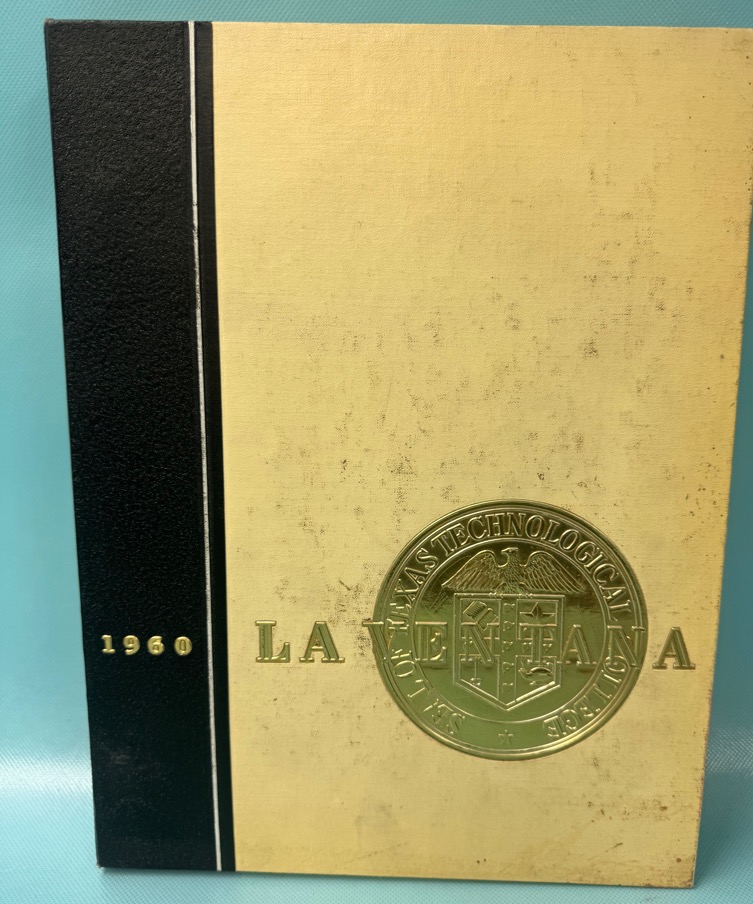 1960
LA VENTANA
SEAL OF TEXAS TECHNOLOGICAL COLLEGE